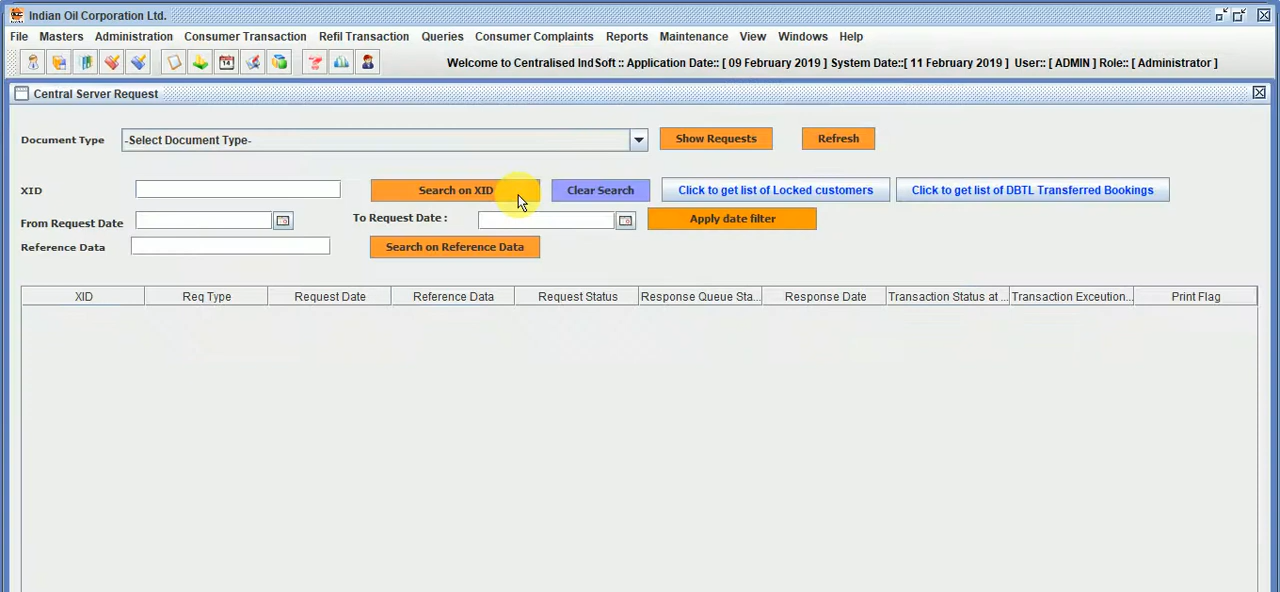 Indian Oil Corporation Ltd.
File Masters Administration Consumer Transaction Refil Transaction Queries Consumer Complaints Reports Maintenance View Windows Help
Welcome to Centralised IndSoft :: Application Date:: [ 09 February 2019 ] System Date::[ 11 February 2019 ] User:: [ ADMIN ] Role:: [ Administrator ]
Central Server Request
Document Type -Select Document Type- Show Requests Refresh
XID Search on XID Clear Search Click to get list of Locked customers Click to get list of DBTL Transferred Bookings
From Request Date To Request Date : Apply date filter
Reference Data Search on Reference Data
XID Req Type Request Date Reference Data Request Status Response Queue Sta... Response Date Transaction Status at ... Transaction Exceution... Print Flag